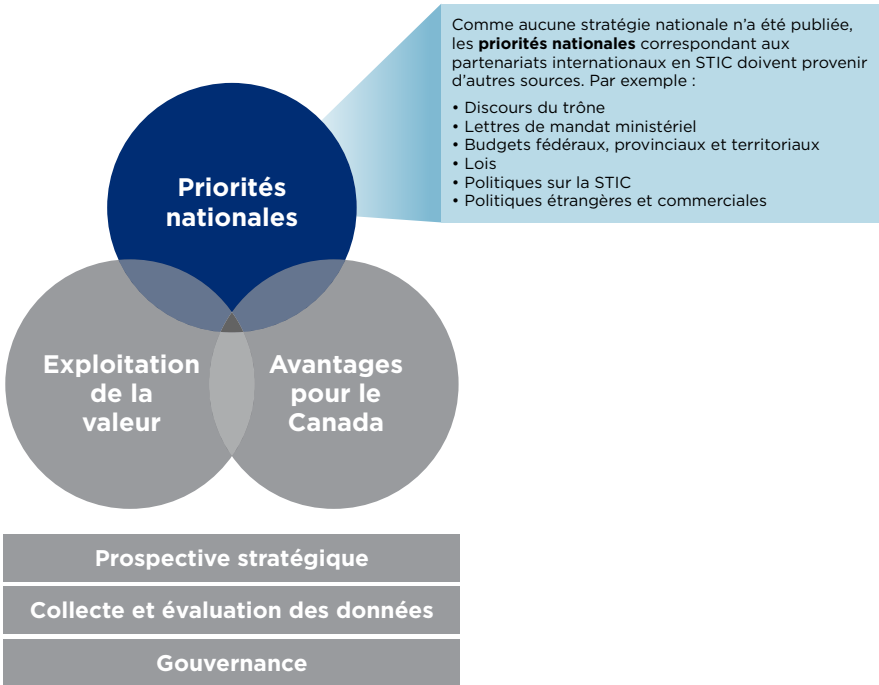 Comme aucune stratégie nationale n’a été publiée,
les priorités nationales correspondant aux
partenariats internationaux en STIC doivent provenir
d’autres sources. Par exemple :
• Discours du trône
• Lettres de mandat ministériel
• Budgets fédéraux, provinciaux et territoriaux
• Lois
• Politiques sur la STIC
• Politiques étrangères et commerciales
Priorités
nationales
Exploitation
de la
valeur
Avantages
pour le
Canada
Prospective stratégique
Collecte et évaluation des données
Gouvernance